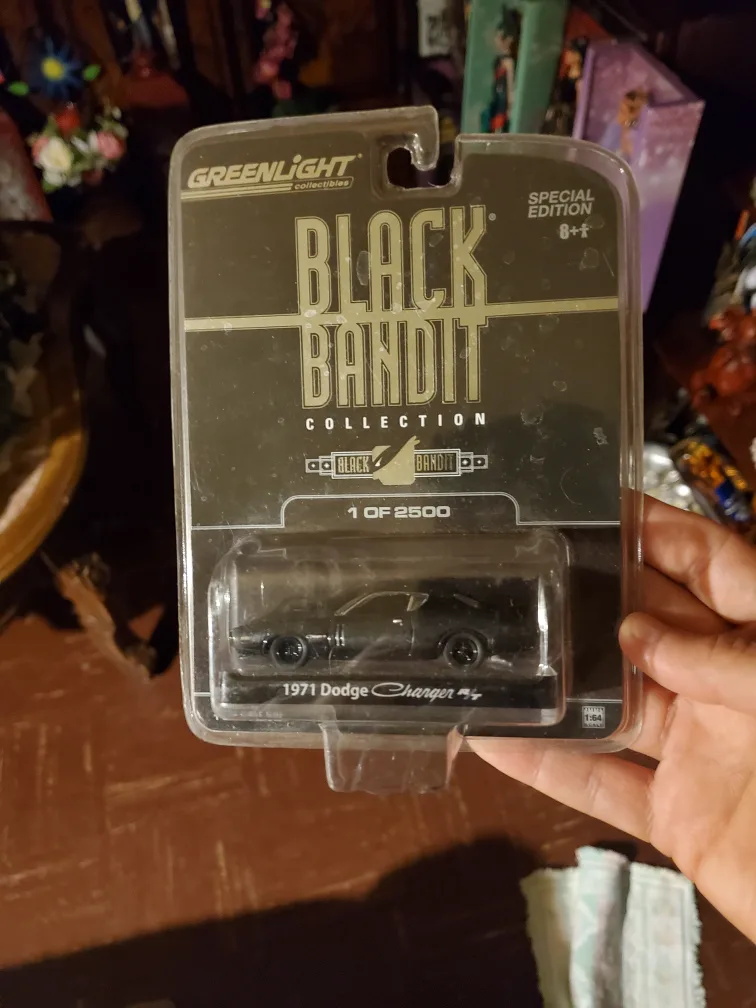 GREENLiGHT
collectibles
SPECIAL
EDITION
8+
BLACK
BANDIT
COLLECTION
BLACK BANDIT
1 OF 2500
1971 Dodge Charger R/T
1:64